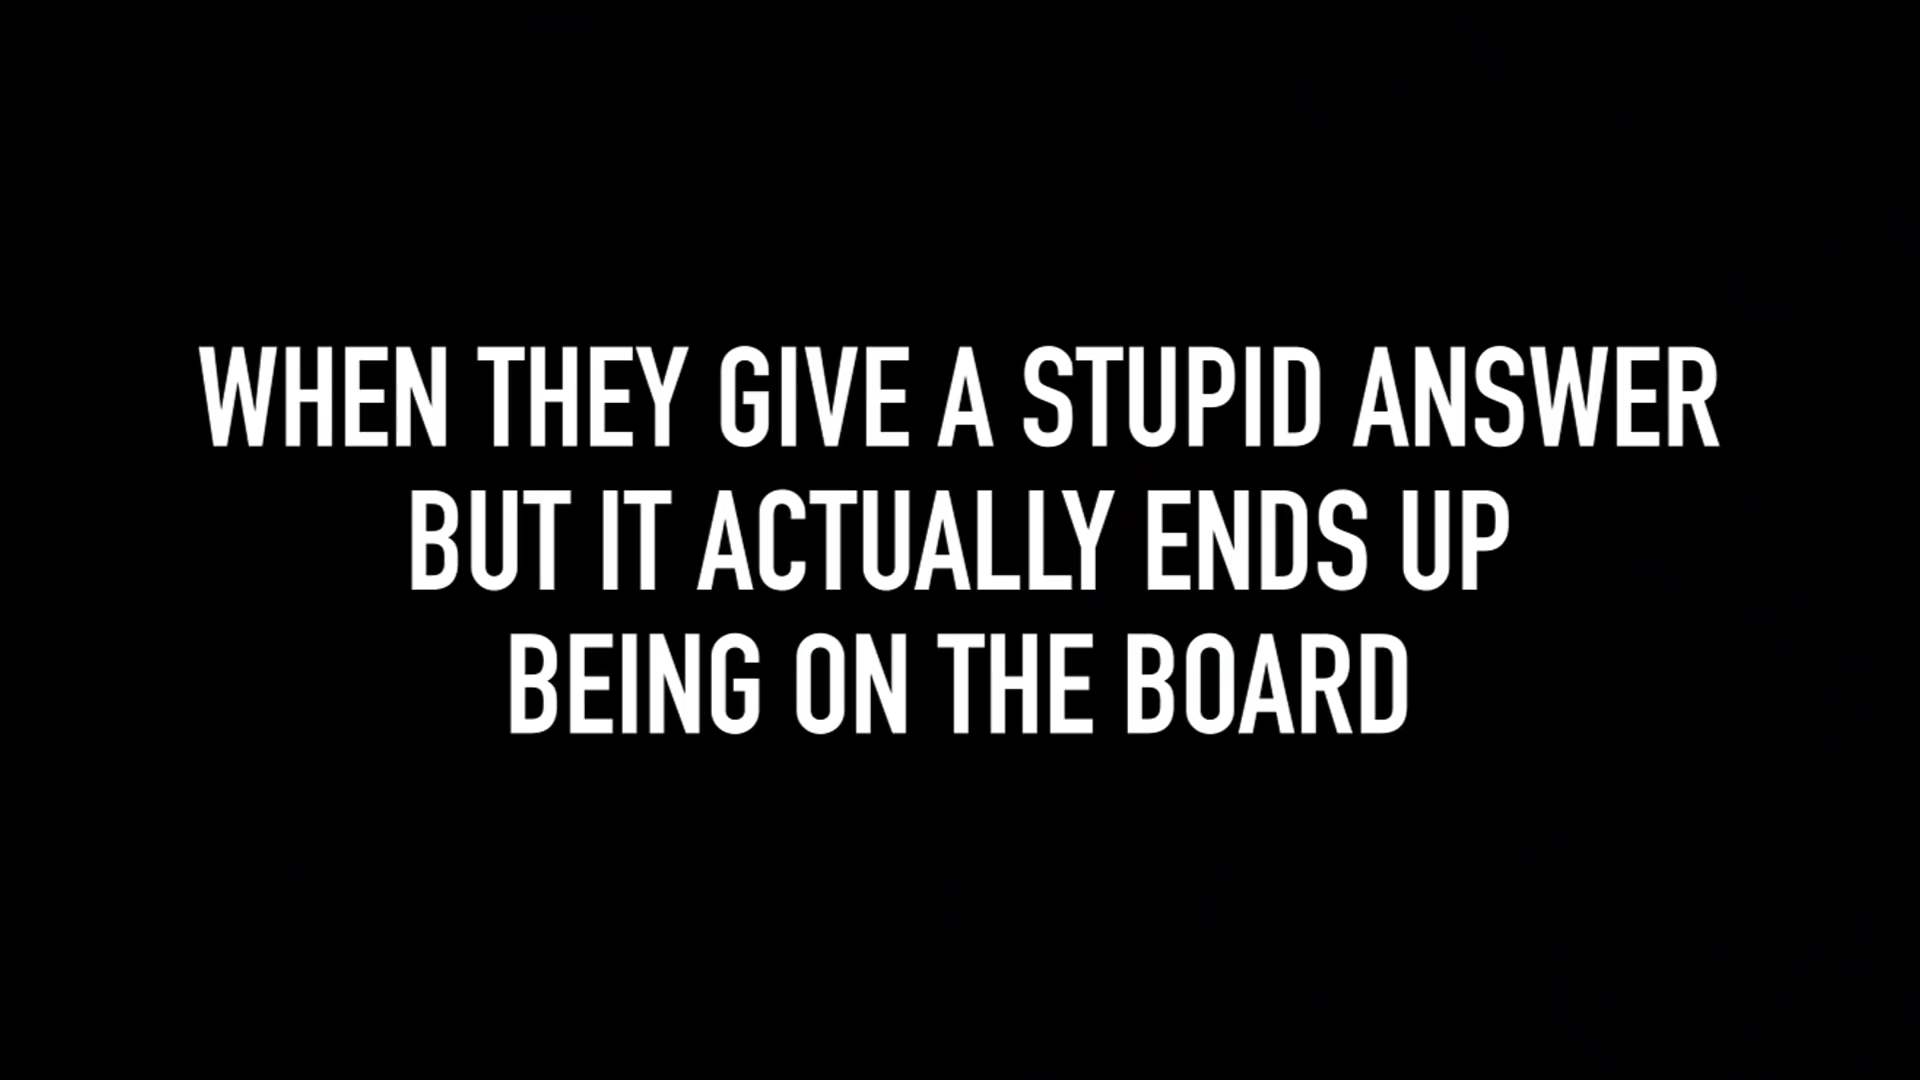 WHEN THEY GIVE A STUPID ANSWER
BUT IT ACTUALLY ENDS UP
BEING ON THE BOARD